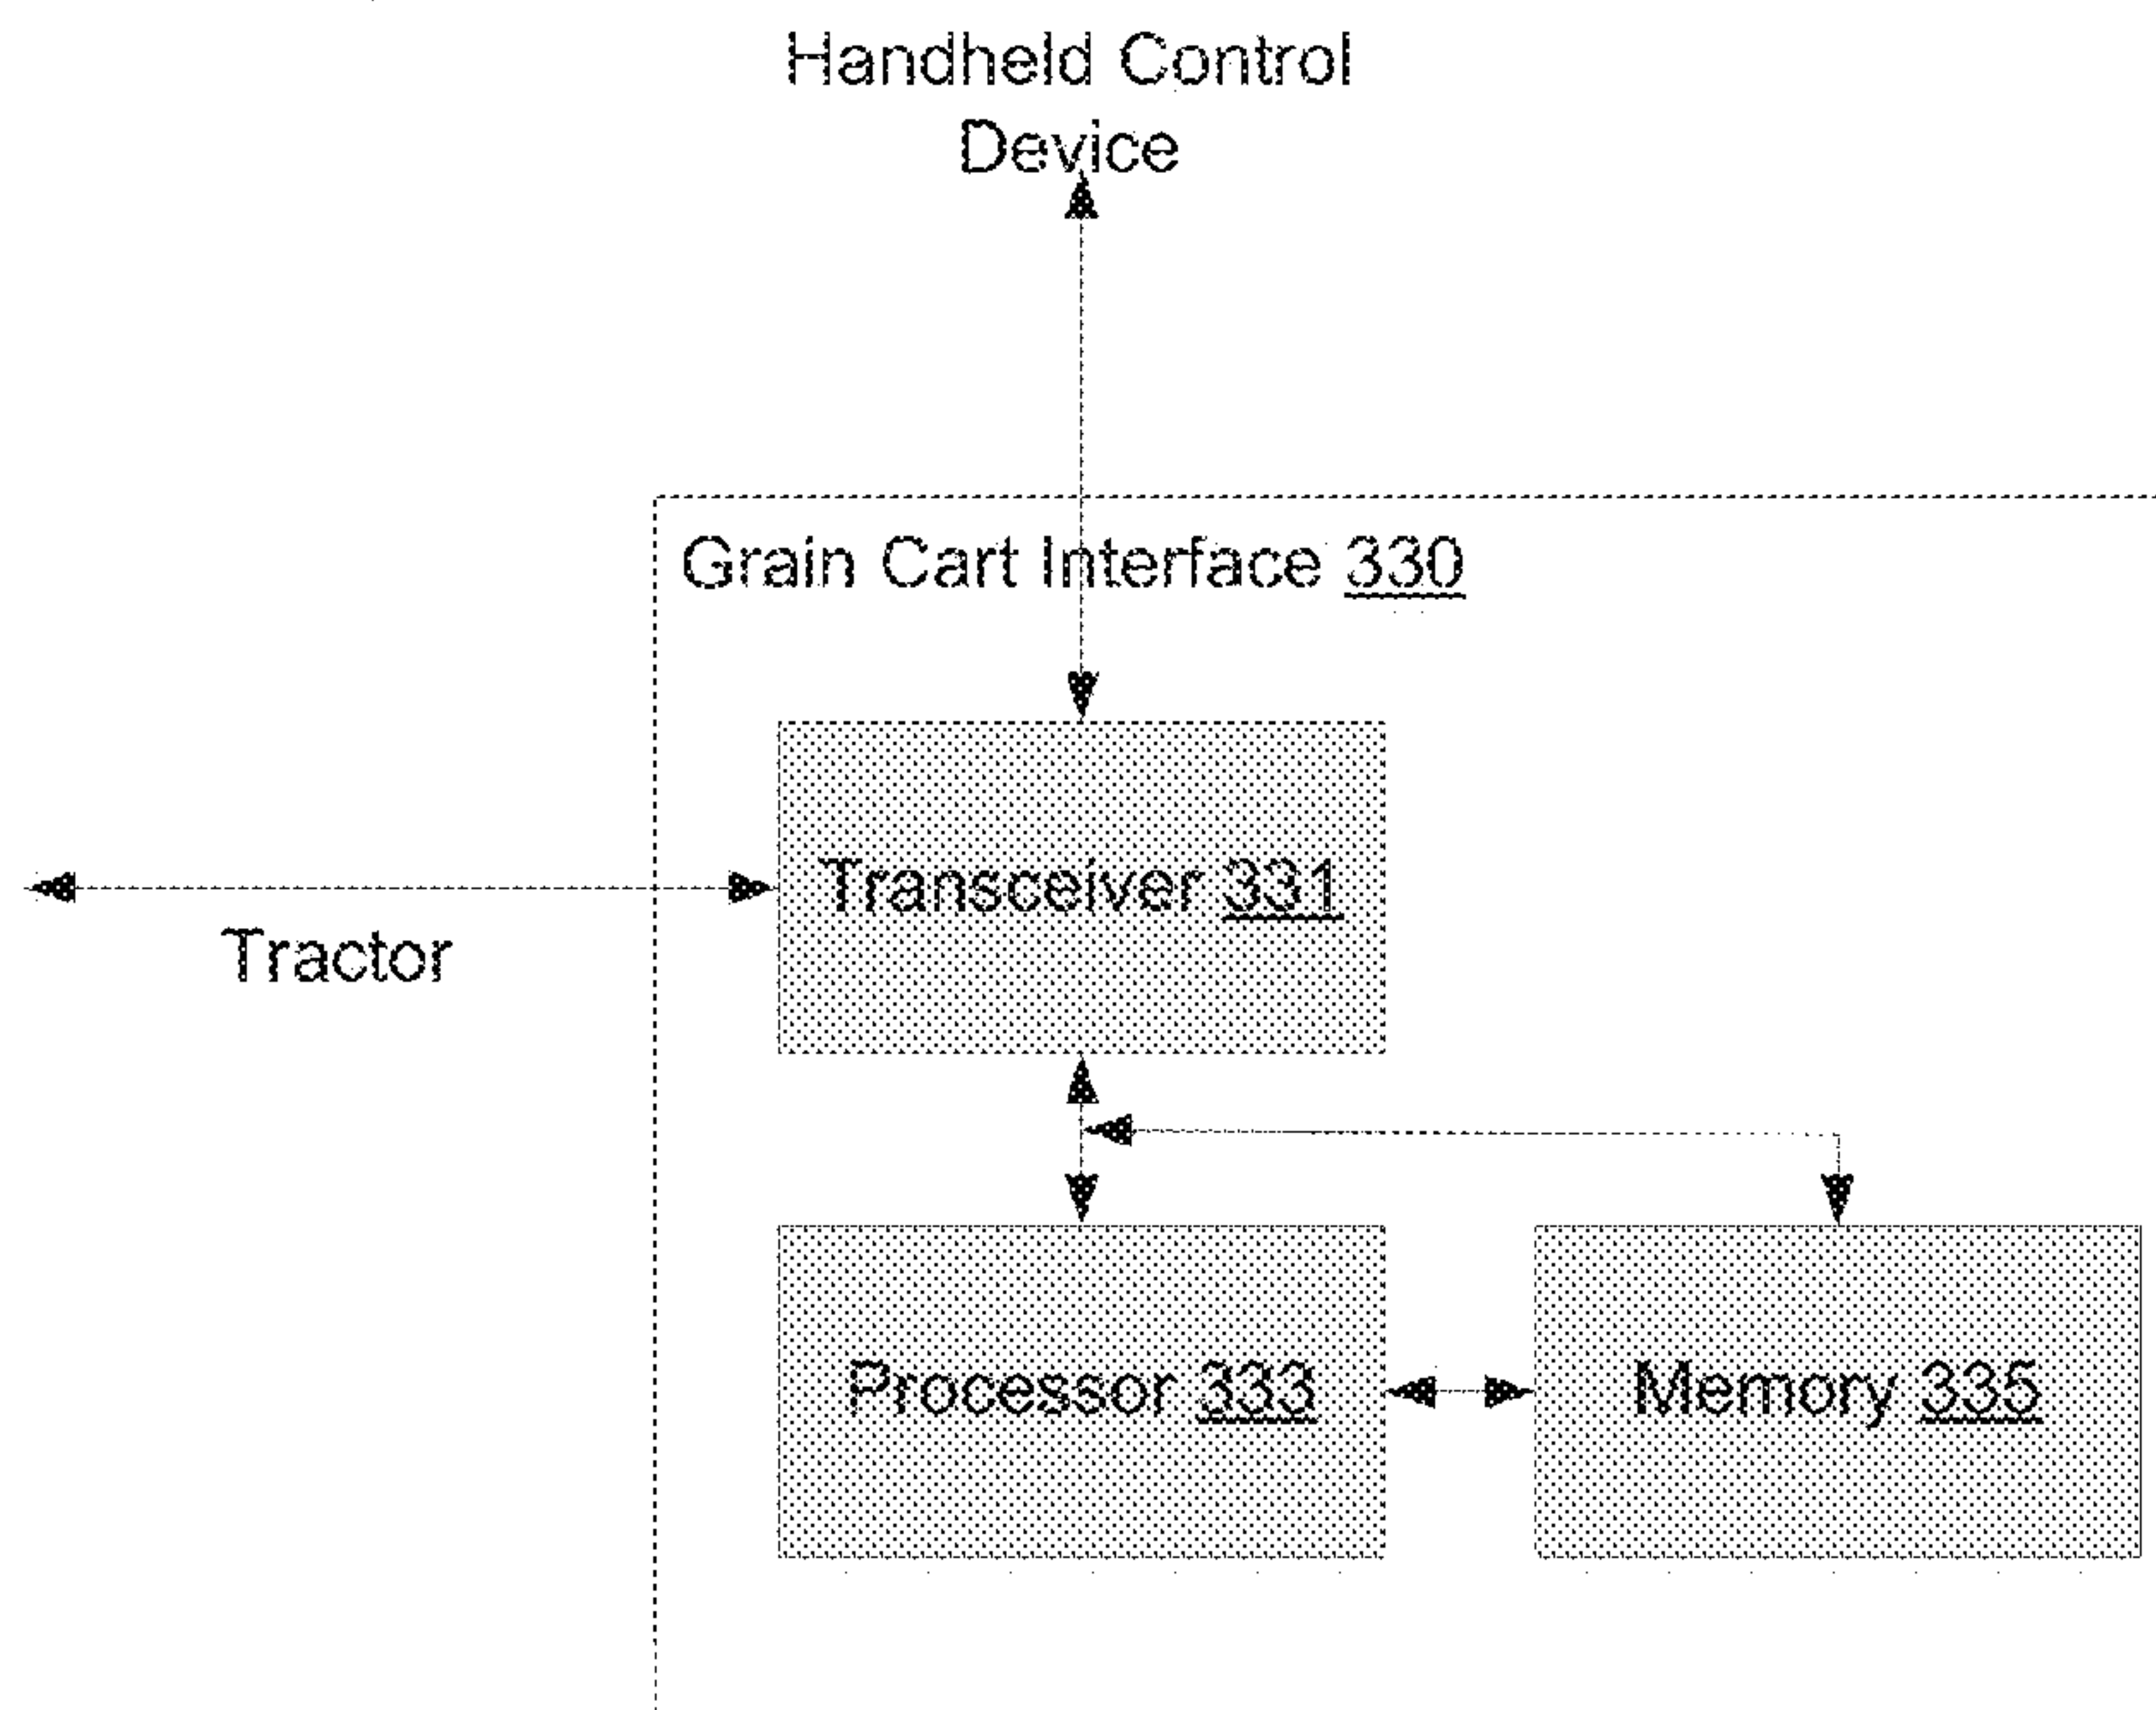 Handheld Control
Device
Grain Cart Interface 330
Transceiver 331
Tractor
Processor 333
Memory 335